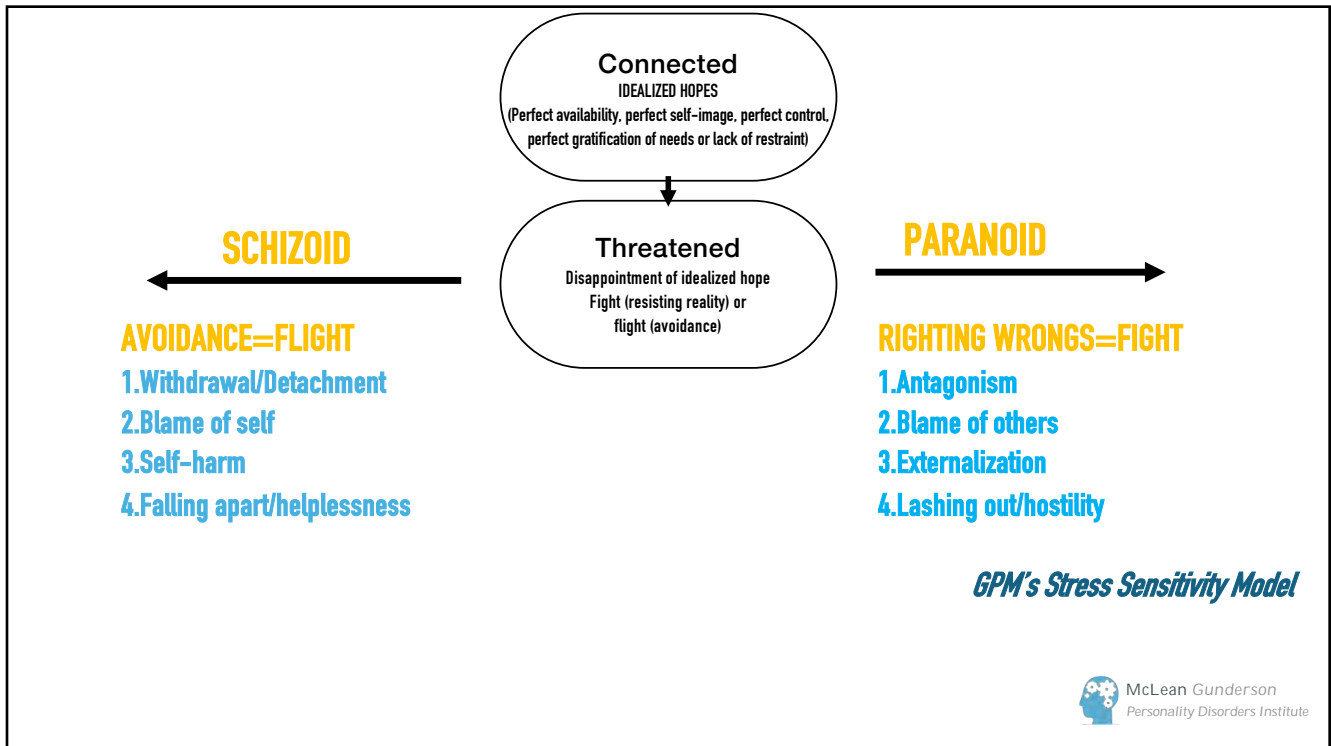 Connected
IDEALIZED HOPES
(Perfect availability, perfect self-image, perfect control,
perfect gratification of needs or lack of restraint)
Threatened
Disappointment of idealized hope
Fight (resisting reality) or
flight (avoidance)
SCHIZOID
AVOIDANCE=FLIGHT
1.Withdrawal/Detachment
2.Blame of self
3.Self-harm
4.Falling apart/helplessness
PARANOID
RIGHTING WRONGS=FIGHT
1.Antagonism
2.Blame of others
3.Externalization
4.Lashing out/hostility
GPM's Stress Sensitivity Model
McLean Gunderson
Personality Disorders Institute